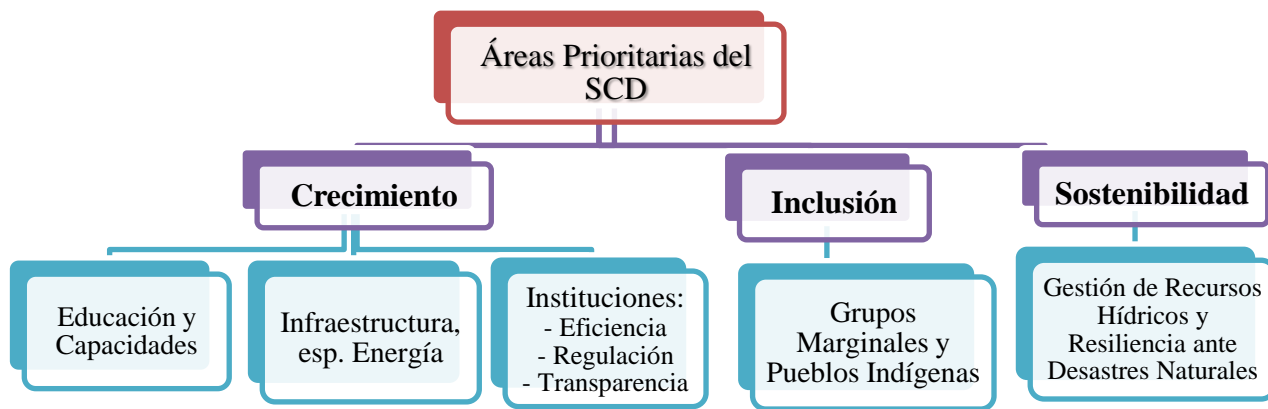 Áreas Prioritarias del
SCD
Crecimiento
Inclusión
Sostenibilidad
Educación y
Capacidades
Infraestructura,
esp. Energía
Instituciones:
- Eficiencia
- Regulación
- Transparencia
Grupos
Marginales y
Pueblos Indígenas
Gestión de Recursos
Hídricos y
Resiliencia ante
Desastres Naturales